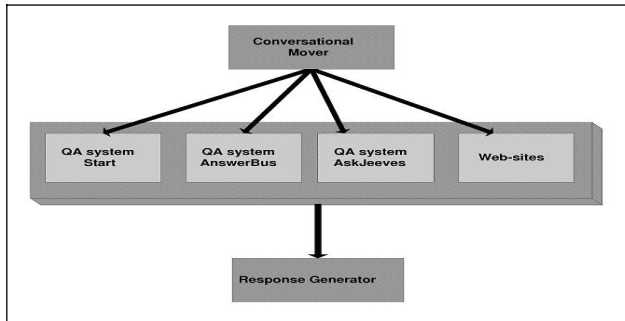 Conversational
Mover
QA system
Start
QA system
AnswerBus
QA system
AskJeeves
Web-sites
Response Generator